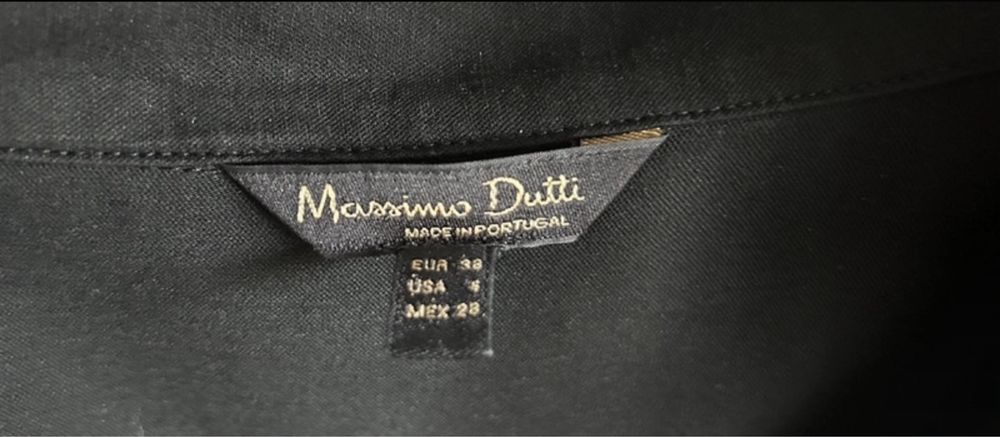 Massimo Dutti
MADE IN PORTUGAL
EUR 38
USA 4
MEX 28